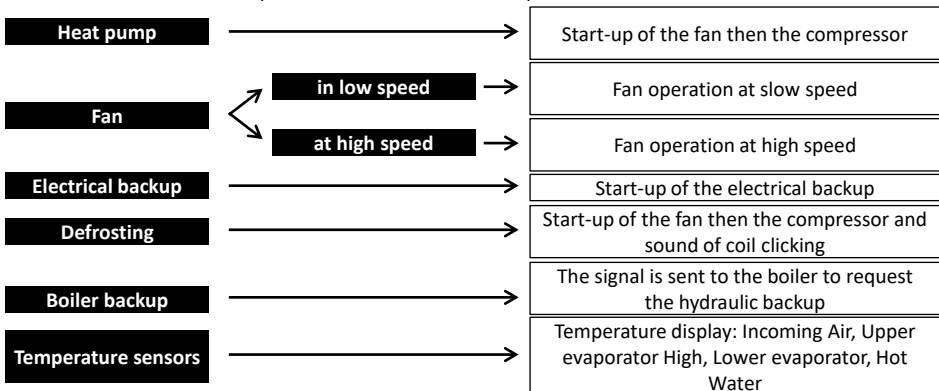 Heat pump
Start-up of the fan then the compressor
in low speed
Fan operation at slow speed
Fan
at high speed
Fan operation at high speed
Electrical backup
Start-up of the electrical backup
Defrosting
Start-up of the fan then the compressor and
sound of coil clicking
Boiler backup
The signal is sent to the boiler to request
the hydraulic backup
Temperature sensors
Temperature display: Incoming Air, Upper
evaporator High, Lower evaporator, Hot
Water